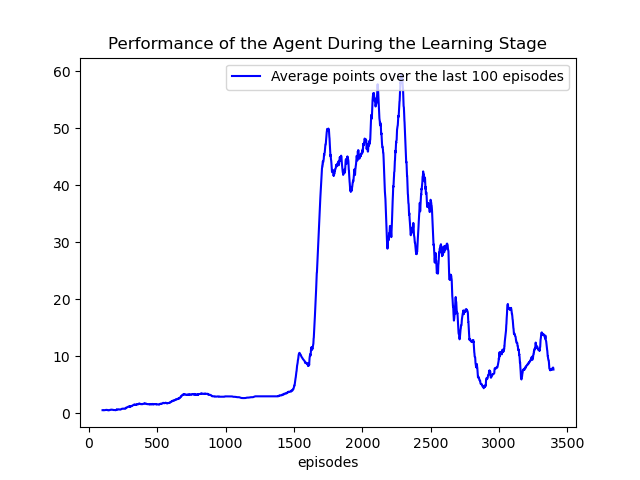 Performance of the Agent During the Learning Stage
Average points over the last 100 episodes
60
50
40
30
20
10
0
0 500 1000 1500 2000 2500 3000 3500
episodes